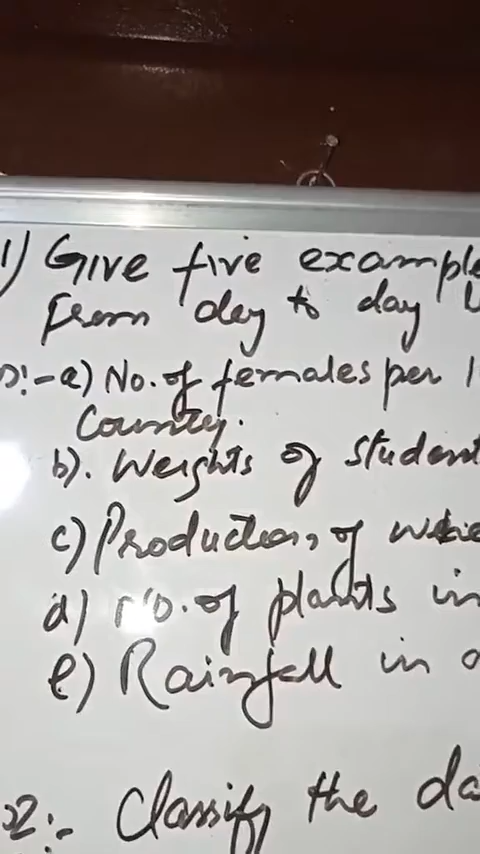 1) Give five example
From day to day
:- a) No. of females per 1
Country.
b). Weights of student
c) Production of
d) No. of plants in
e) Rainfall in
2:- Classify the da